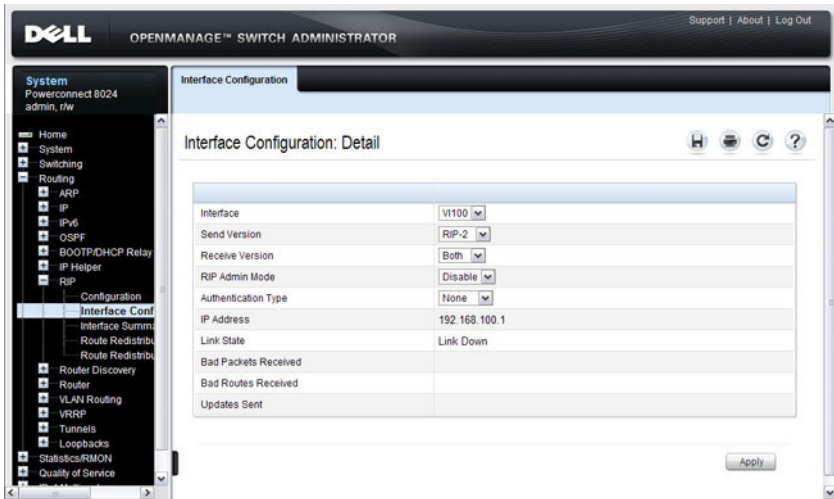 Support | About | Log Out
DELL OPENMANAGE™ SWITCH ADMINISTRATOR
System
Powerconnect 8024
admin, r/w
Home
System
Switching
Routing
ARP
IP
IPv6
OSPF
BOOTP/DHCP Relay
IP Helper
RIP
Configuration
Interface Conf
Interface Summa
Route Redistribu
Route Redistribu
Router Discovery
Router
VLAN Routing
VRRP
Tunnels
Loopbacks
Statistics/RMON
Quality of Service
Interface Configuration
Interface Configuration: Detail
Interface Vl100
Send Version RIP-2
Receive Version Both
RIP Admin Mode Disable
Authentication Type None
IP Address 192.168.100.1
Link State Link Down
Bad Packets Received
Bad Routes Received
Updates Sent
Apply